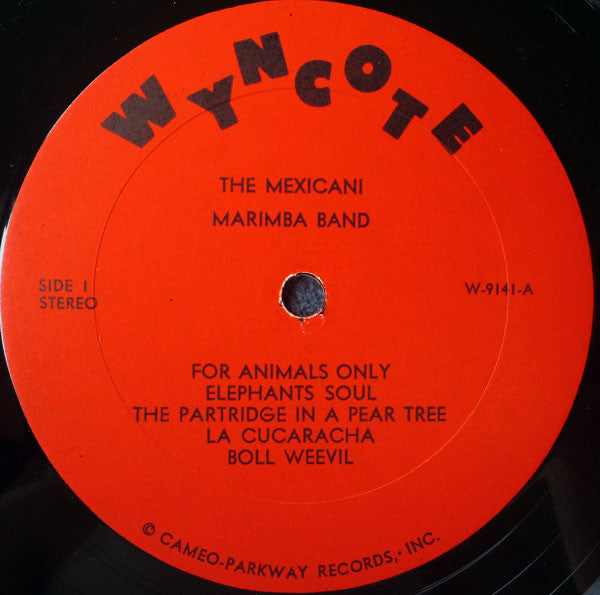 WYNCOTE
THE MEXICANI
MARIMBA BAND
SIDE 1
STEREO
W-9141-A
FOR ANIMALS ONLY
ELEPHANTS SOUL
THE PARTRIDGE IN A PEAR TREE
LA CUCARACHA
BOLL WEEVIL
© CAMEO-PARKWAY RECORDS, • INC.